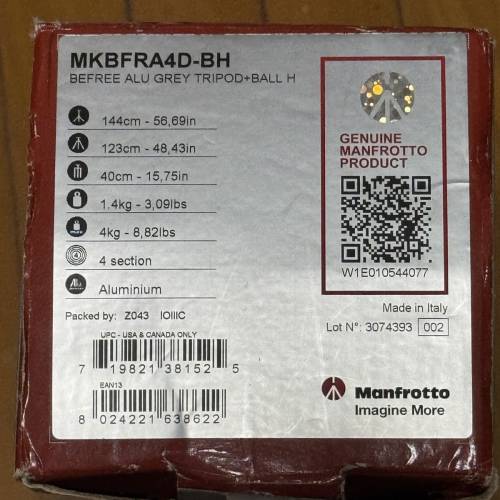 MKBFRA4D-BH
BEFREE ALU GREY TRIPOD+BALL H
144cm - 56,69in
123cm - 48,43in
40cm - 15,75in
1.4kg - 3,09lbs
4kg - 8,82lbs
4 section
Aluminium
Packed by: Z043 IOIIIC
UPC - USA & CANADA ONLY
7 19821 38152 5
EAN13
8 024221 638622
GENUINE
MANFROTTO
PRODUCT
W1E010544077
Made in Italy
Lot N°: 3074393 002
Manfrotto
Imagine More